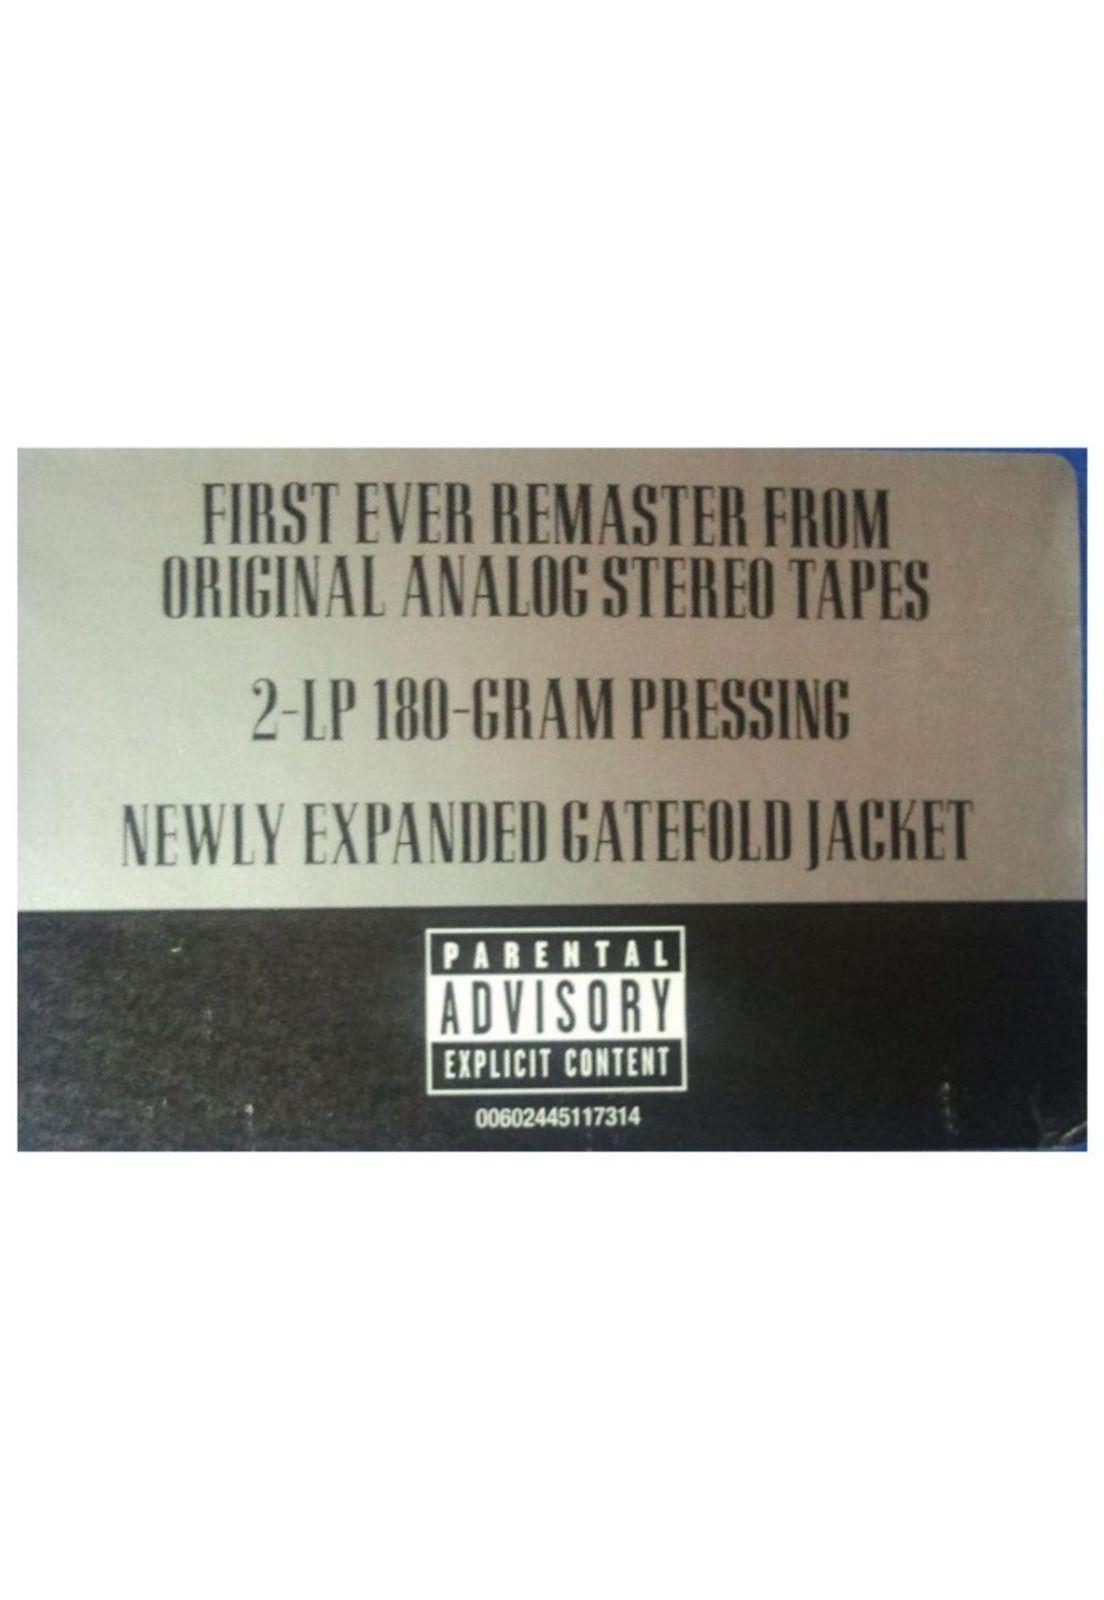 FIRST EVER REMASTER FROM
ORIGINAL ANALOG STEREO TAPES
2-LP 180-GRAM PRESSING
NEWLY EXPANDED GATEFOLD JACKET
PARENTAL
ADVISORY
EXPLICIT CONTENT
00602445117314